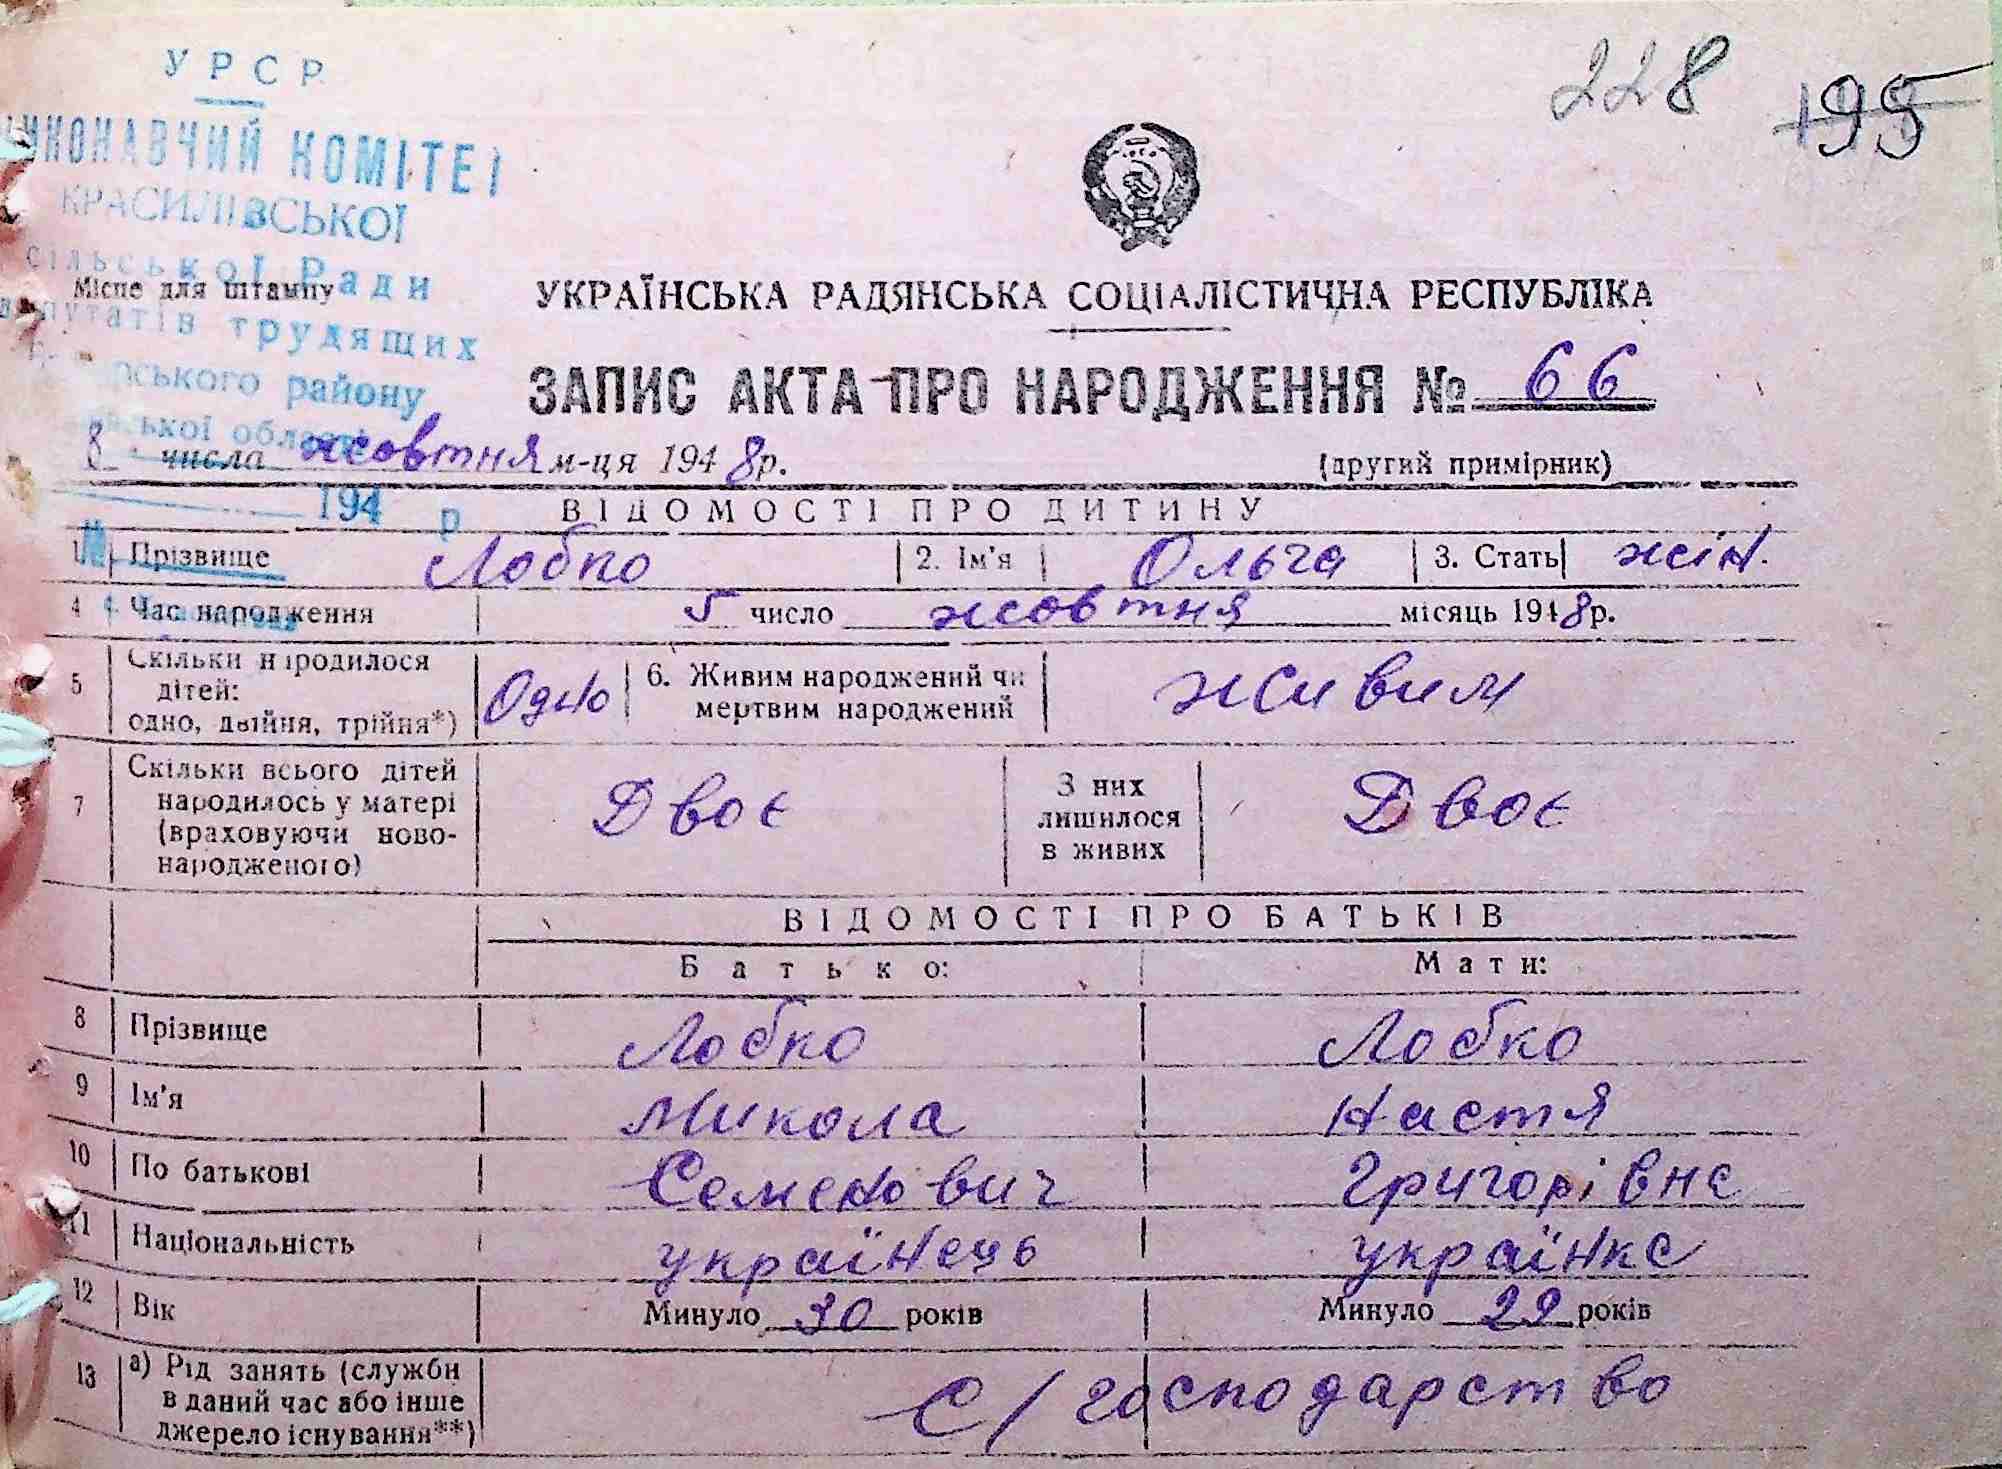 УРСР
228 195
КОМІТЕТ
КРАСИЛІВСЬКОЇ
сільської Ради
Місце для штампу
трудящих
району
УКРАЇНСЬКА РАДЯНСЬКА СОЦІАЛІСТИЧНА РЕСПУБЛІКА
ЗАПИС АКТА ПРО НАРОДЖЕННЯ № 66
8 числа жовтня м-ця 1948р. (другий примірник)
194 р
ВІДОМОСТІ ПРО ДИТИНУ
1 Прізвище Лобко 2. Ім'я Ольга 3. Стать жін.
4 Час народження 5 число жовтня місяць 1948р.
5 Скільки народилося дітей: одно, двійня, трійня*) Одно 6. Живим народжений чи мертвим народжений живим
7 Скільки всього дітей народилось у матері (враховуючи новонародженого) Двоє З них лишилося в живих Двоє
ВІДОМОСТІ ПРО БАТЬКІВ
Батько: Мати:
8 Прізвище Лобко Лобко
9 Ім'я Микола Настя
10 По батькові Семенович Григорівна
11 Національність українець українка
12 Вік Минуло 30 років Минуло 29 років
13 а) Рід занять (служби в даний час або інше джерело існування**) С/господарство